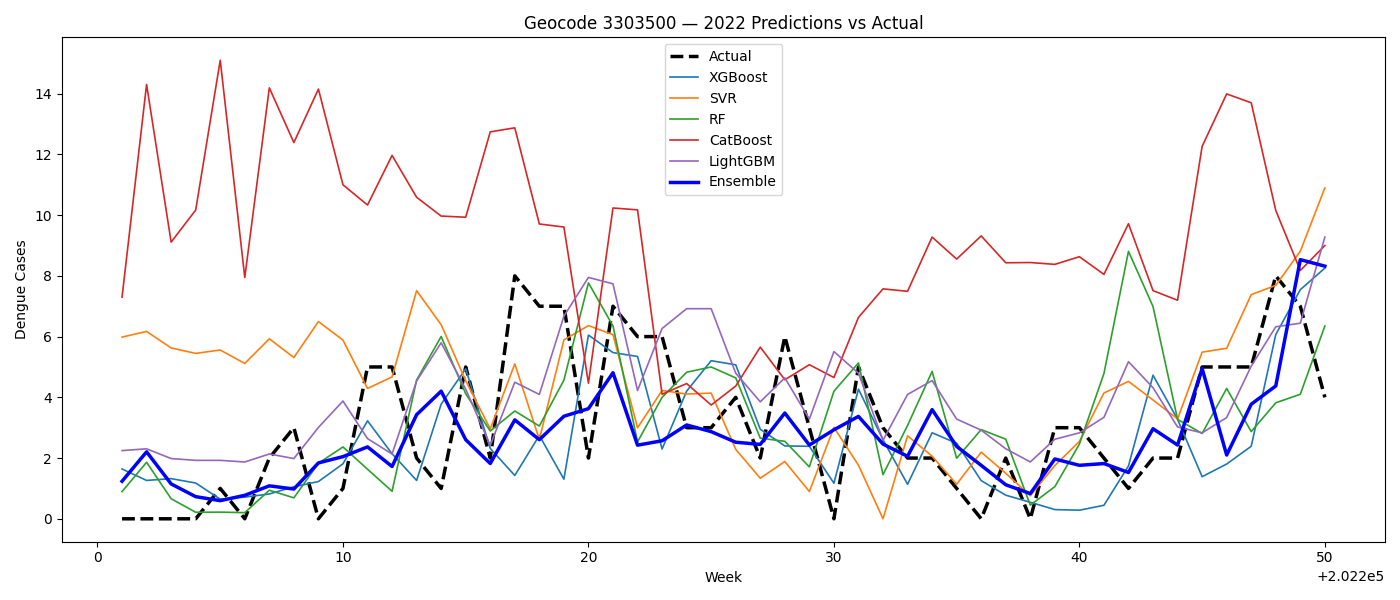 Geocode 3303500 — 2022 Predictions vs Actual
Actual
XGBoost
SVR
RF
CatBoost
LightGBM
Ensemble
Dengue Cases
14
12
10
8
6
4
2
0
0 10 20 30 40 50
Week
+2.022e5